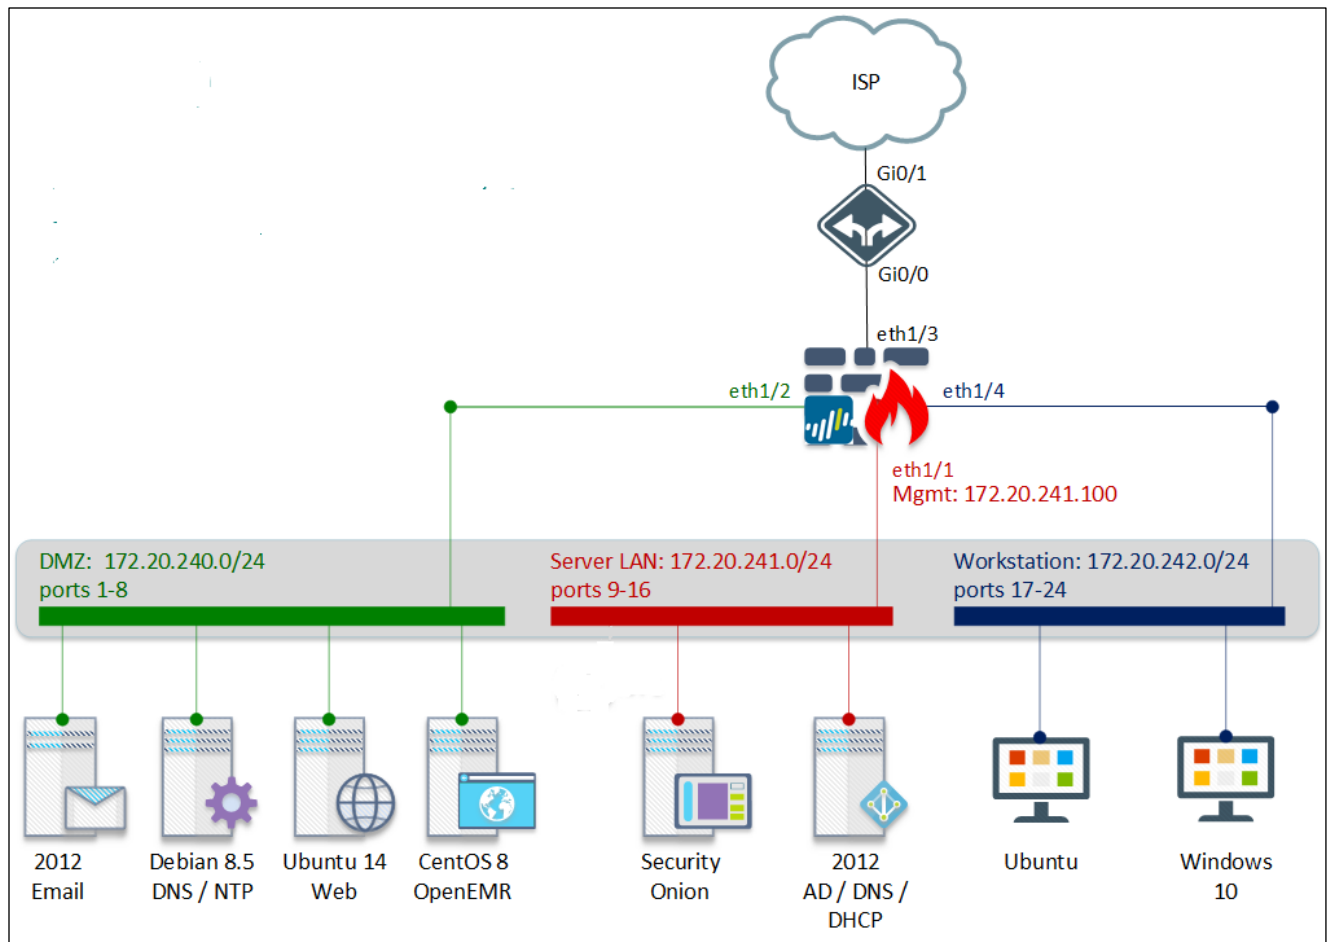 ISP
Gi0/1
Gi0/0
eth1/3
eth1/2
eth1/4
eth1/1
Mgmt: 172.20.241.100
DMZ: 172.20.240.0/24
ports 1-8
Server LAN: 172.20.241.0/24
ports 9-16
Workstation: 172.20.242.0/24
ports 17-24
2012
Email
Debian 8.5
DNS / NTP
Ubuntu 14
Web
CentOS 8
OpenEMR
Security
Onion
2012
AD / DNS /
DHCP
Ubuntu
Windows
10